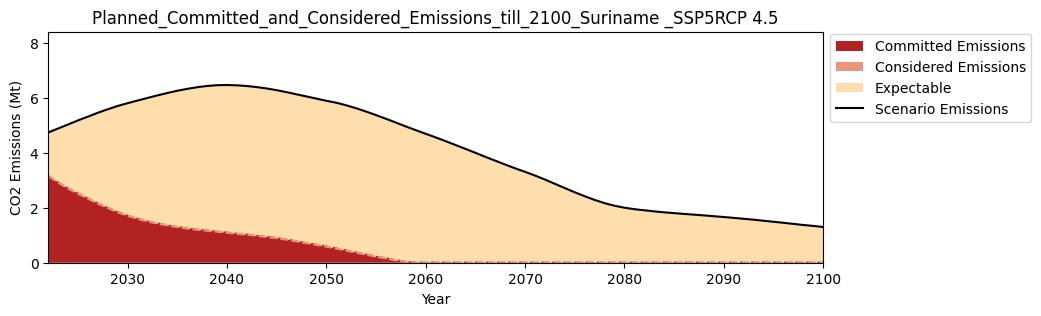 Planned_Committed_and_Considered_Emissions_till_2100_Suriname _SSP5RCP 4.5
CO2 Emissions (Mt)
8
6
4
2
0
2030 2040 2050 2060 2070 2080 2090 2100
Year
Committed Emissions
Considered Emissions
Expectable
Scenario Emissions